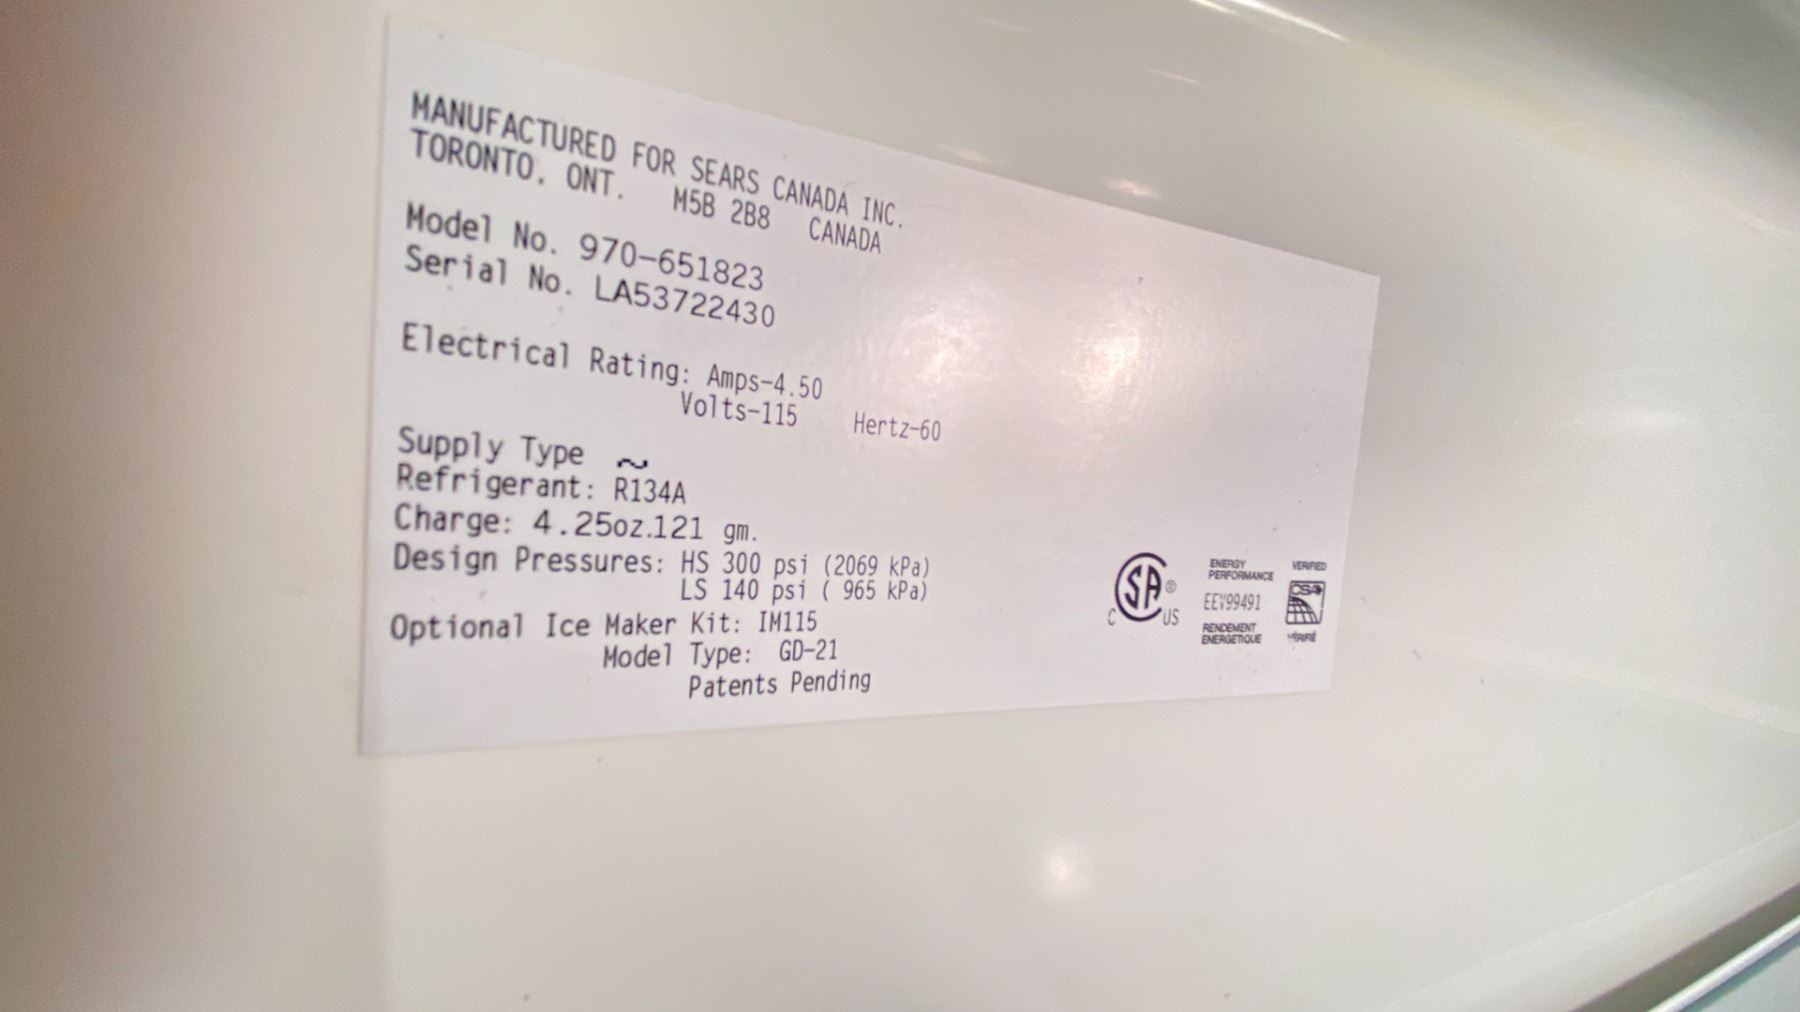 MANUFACTURED FOR SEARS CANADA INC.
TORONTO, ONT. M5B 2B8 CANADA
Model No. 970-651823
Serial No. LA53722430
Electrical Rating: Amps-4.50
Volts-115 Hertz-60
Supply Type ~
Refrigerant: R134A
Charge: 4.25oz.121 gm.
Design Pressures: HS 300 psi (2069 kPa)
LS 140 psi ( 965 kPa)
Optional Ice Maker Kit: IM115
Model Type: GD-21
Patents Pending
C SA ® US
ENERGY PERFORMANCE
EEV99491
RENDEMENT ENERGETIQUE
VERIFIED
CSA
VÉRIFIÉ